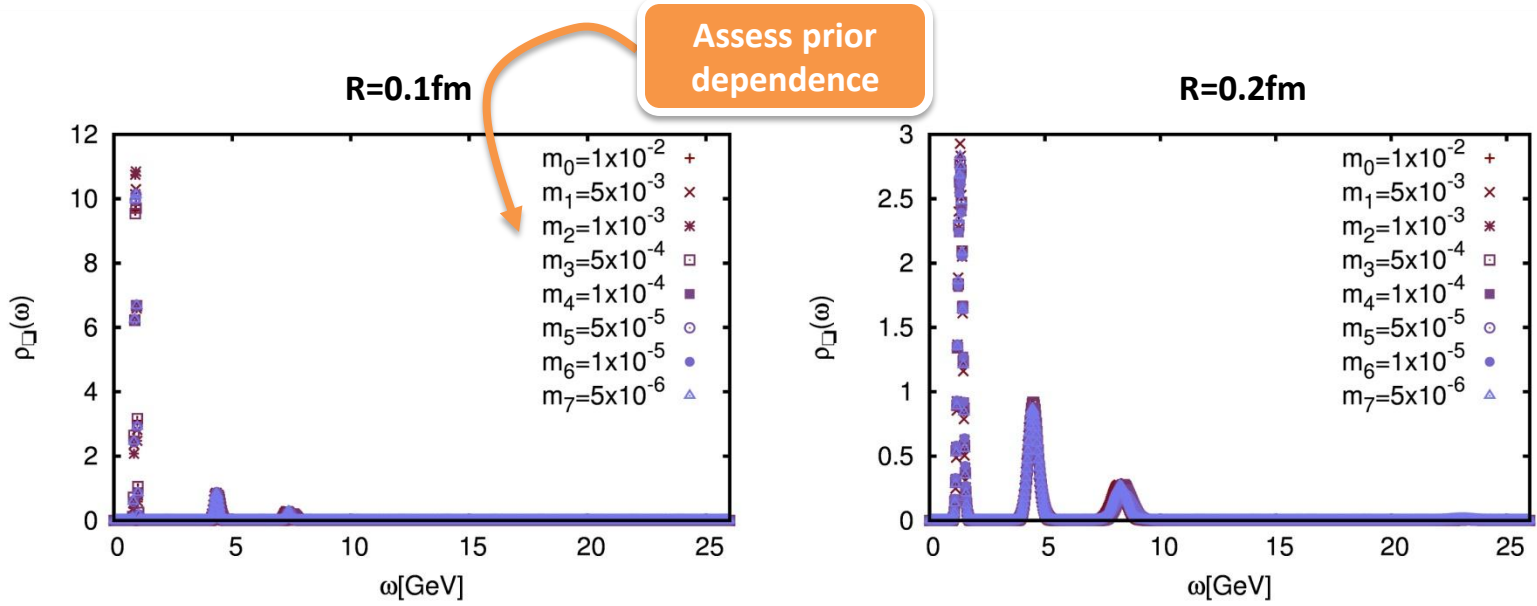 Assess prior
dependence
R=0.1fm
12
10
8
6
4
2
0
ρ□(ω)
m₀=1x10⁻²
m₁=5x10⁻³
m₂=1x10⁻³
m₃=5x10⁻⁴
m₄=1x10⁻⁴
m₅=5x10⁻⁵
m₆=1x10⁻⁵
m₇=5x10⁻⁶
0 5 10 15 20 25
ω[GeV]
R=0.2fm
3
2.5
2
1.5
1
0.5
0
ρ□(ω)
m₀=1x10⁻²
m₁=5x10⁻³
m₂=1x10⁻³
m₃=5x10⁻⁴
m₄=1x10⁻⁴
m₅=5x10⁻⁵
m₆=1x10⁻⁵
m₇=5x10⁻⁶
0 5 10 15 20 25
ω[GeV]